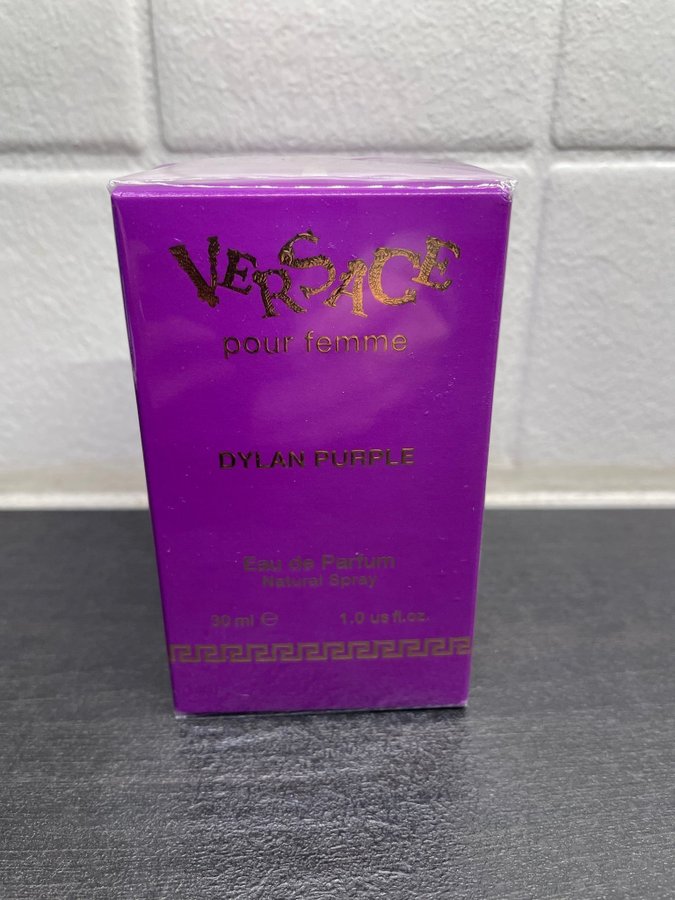 VERSACE
pour femme
DYLAN PURPLE
Eau de Parfum
Natural Spray
30 ml ℮ 1.0 us fl.oz.